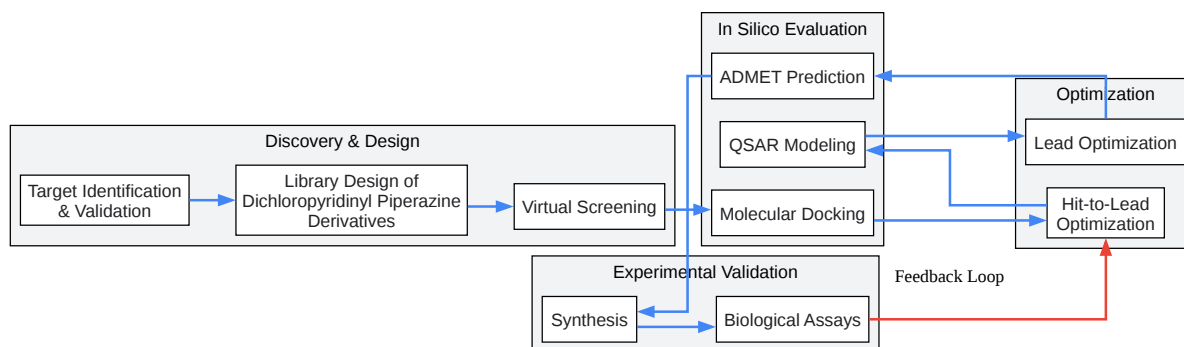 In Silico Evaluation
ADMET Prediction
QSAR Modeling
Molecular Docking
Optimization
Lead Optimization
Hit-to-Lead
Optimization
Discovery & Design
Target Identification
& Validation
Library Design of
Dichloropyridinyl Piperazine
Derivatives
Virtual Screening
Experimental Validation
Synthesis
Biological Assays
Feedback Loop